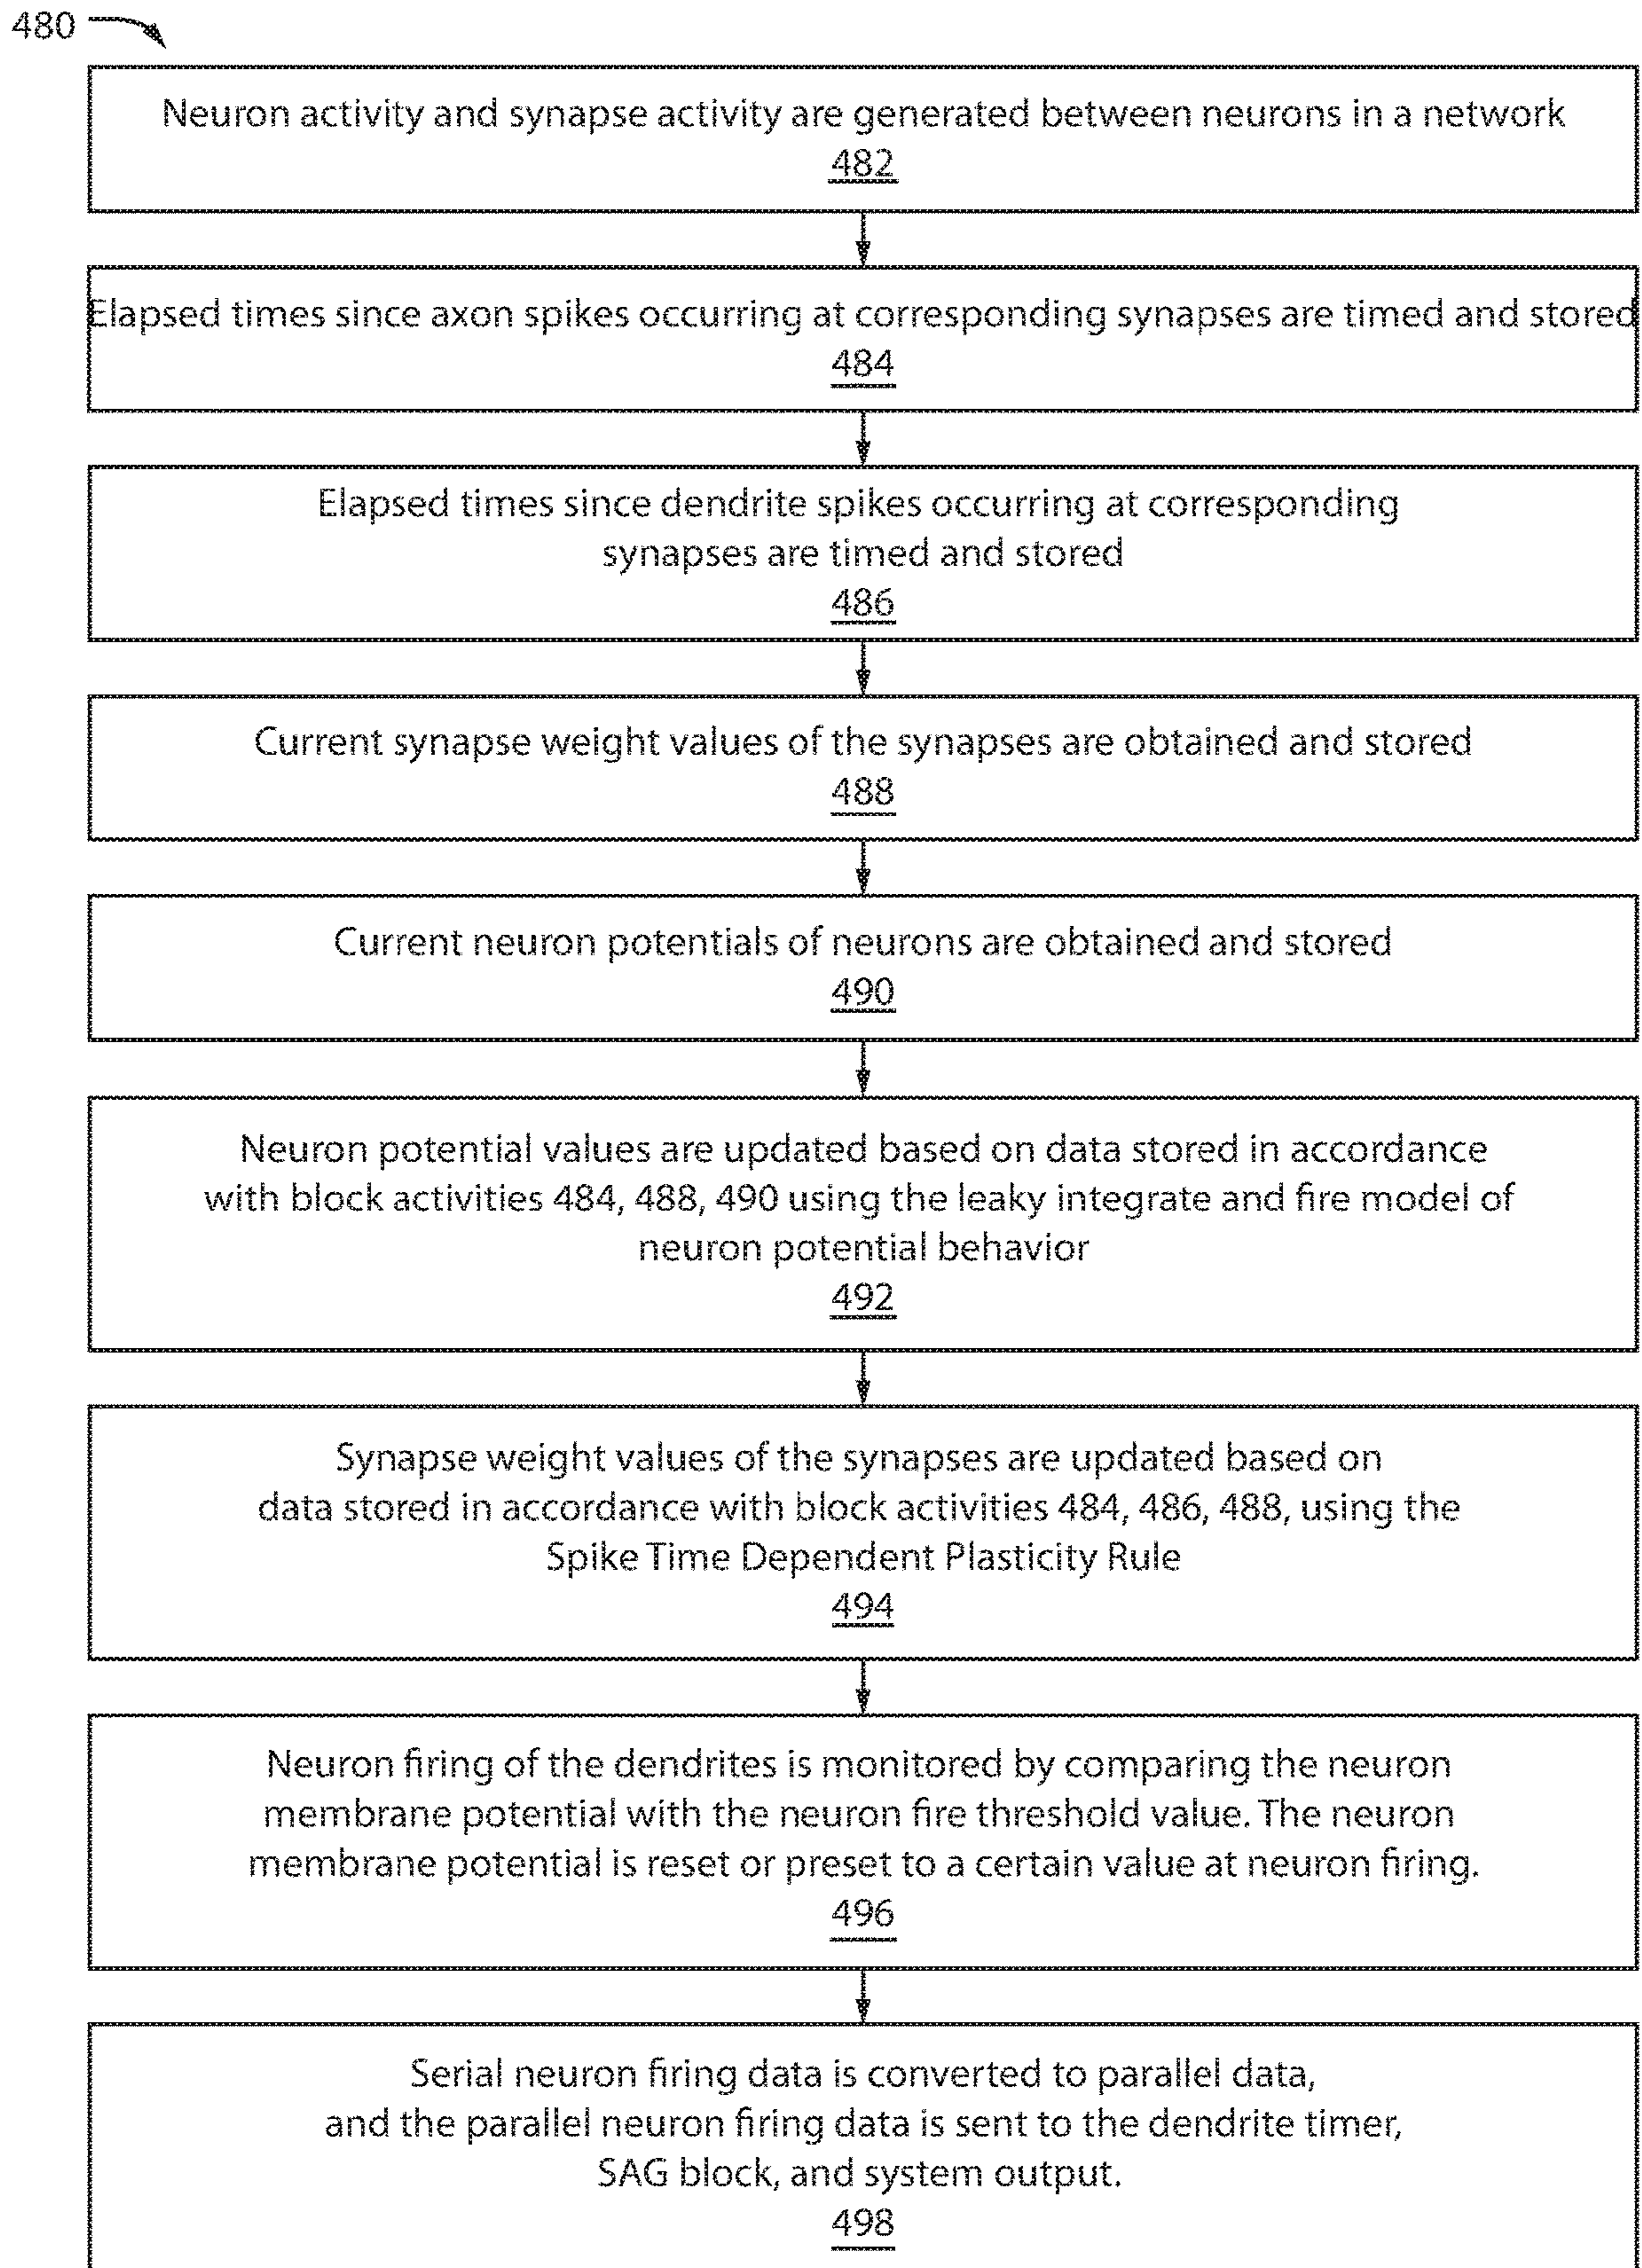 480
Neuron activity and synapse activity are generated between neurons in a network
482
Elapsed times since axon spikes occurring at corresponding synapses are timed and stored
484
Elapsed times since dendrite spikes occurring at corresponding
synapses are timed and stored
486
Current synapse weight values of the synapses are obtained and stored
488
Current neuron potentials of neurons are obtained and stored
490
Neuron potential values are updated based on data stored in accordance
with block activities 484, 488, 490 using the leaky integrate and fire model of
neuron potential behavior
492
Synapse weight values of the synapses are updated based on
data stored in accordance with block activities 484, 486, 488, using the
Spike Time Dependent Plasticity Rule
494
Neuron firing of the dendrites is monitored by comparing the neuron
membrane potential with the neuron fire threshold value. The neuron
membrane potential is reset or preset to a certain value at neuron firing.
496
Serial neuron firing data is converted to parallel data,
and the parallel neuron firing data is sent to the dendrite timer,
SAG block, and system output.
498